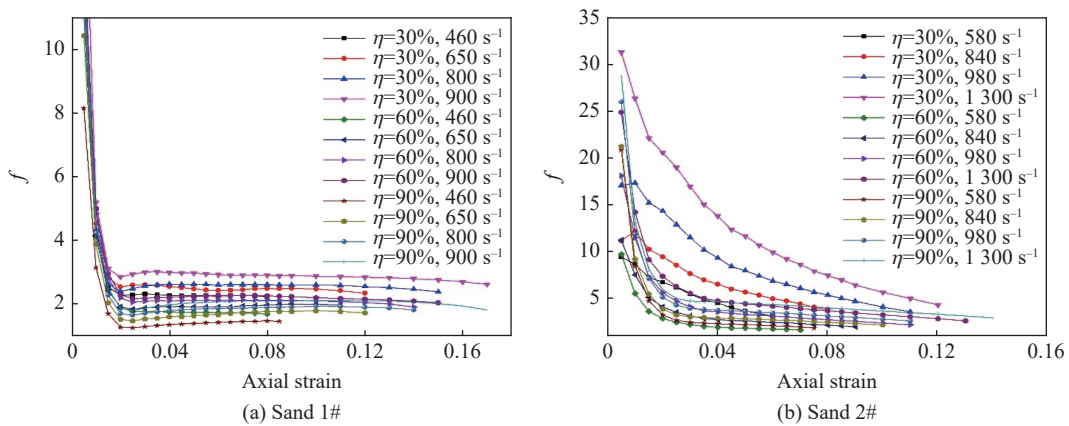 10
8
6
4
2
0
0.04
0.08
0.12
0.16
f
Axial strain
η=30%, 460 s⁻¹
η=30%, 650 s⁻¹
η=30%, 800 s⁻¹
η=30%, 900 s⁻¹
η=60%, 460 s⁻¹
η=60%, 650 s⁻¹
η=60%, 800 s⁻¹
η=60%, 900 s⁻¹
η=90%, 460 s⁻¹
η=90%, 650 s⁻¹
η=90%, 800 s⁻¹
η=90%, 900 s⁻¹
(a) Sand 1#
35
30
25
20
15
10
5
0
0.04
0.08
0.12
0.16
f
Axial strain
η=30%, 580 s⁻¹
η=30%, 840 s⁻¹
η=30%, 980 s⁻¹
η=30%, 1 300 s⁻¹
η=60%, 580 s⁻¹
η=60%, 840 s⁻¹
η=60%, 980 s⁻¹
η=60%, 1 300 s⁻¹
η=90%, 580 s⁻¹
η=90%, 840 s⁻¹
η=90%, 980 s⁻¹
η=90%, 1 300 s⁻¹
(b) Sand 2#